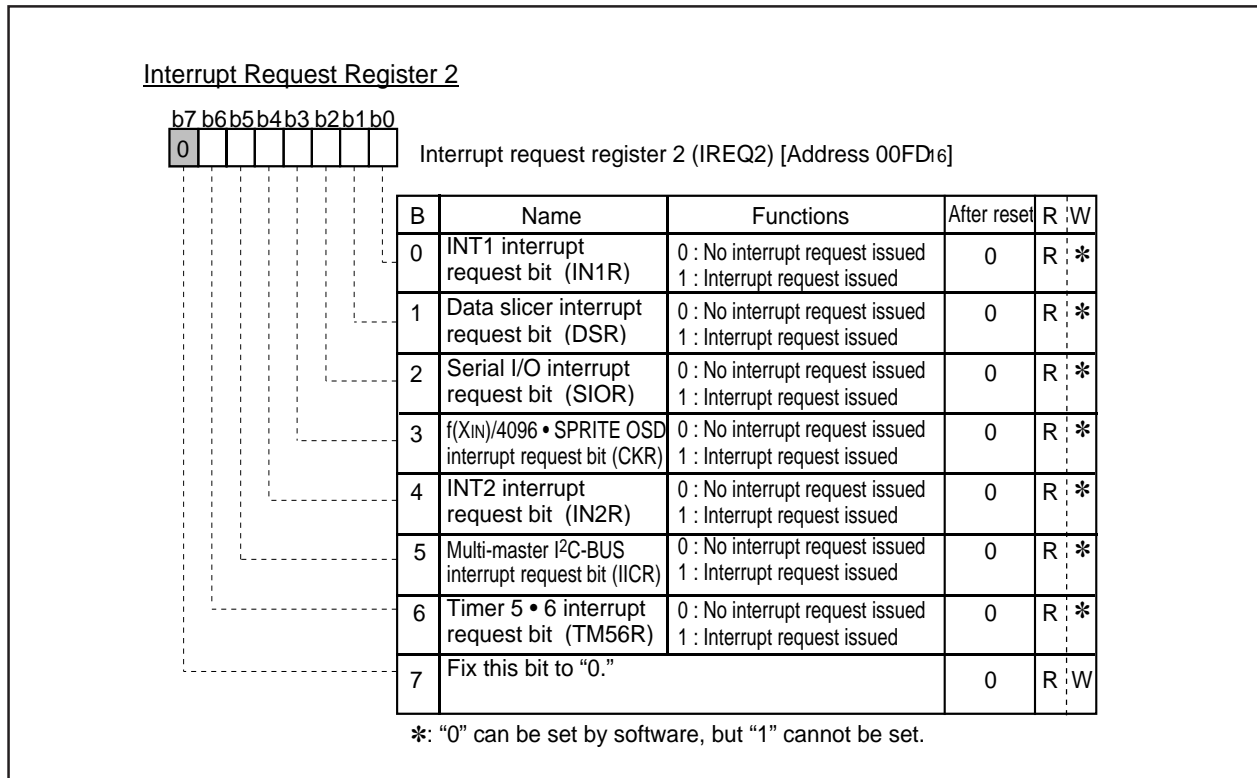 Interrupt Request Register 2
b7 b6 b5 b4 b3 b2 b1 b0
0
Interrupt request register 2 (IREQ2) [Address 00FD16]
B Name Functions After reset R W
0 INT1 interrupt request bit (IN1R) 0 : No interrupt request issued 1 : Interrupt request issued 0 R ✻
1 Data slicer interrupt request bit (DSR) 0 : No interrupt request issued 1 : Interrupt request issued 0 R ✻
2 Serial I/O interrupt request bit (SIOR) 0 : No interrupt request issued 1 : Interrupt request issued 0 R ✻
3 f(XIN)/4096 • SPRITE OSD interrupt request bit (CKR) 0 : No interrupt request issued 1 : Interrupt request issued 0 R ✻
4 INT2 interrupt request bit (IN2R) 0 : No interrupt request issued 1 : Interrupt request issued 0 R ✻
5 Multi-master I2C-BUS interrupt request bit (IICR) 0 : No interrupt request issued 1 : Interrupt request issued 0 R ✻
6 Timer 5 • 6 interrupt request bit (TM56R) 0 : No interrupt request issued 1 : Interrupt request issued 0 R ✻
7 Fix this bit to “0.” 0 R W
✻: “0” can be set by software, but “1” cannot be set.